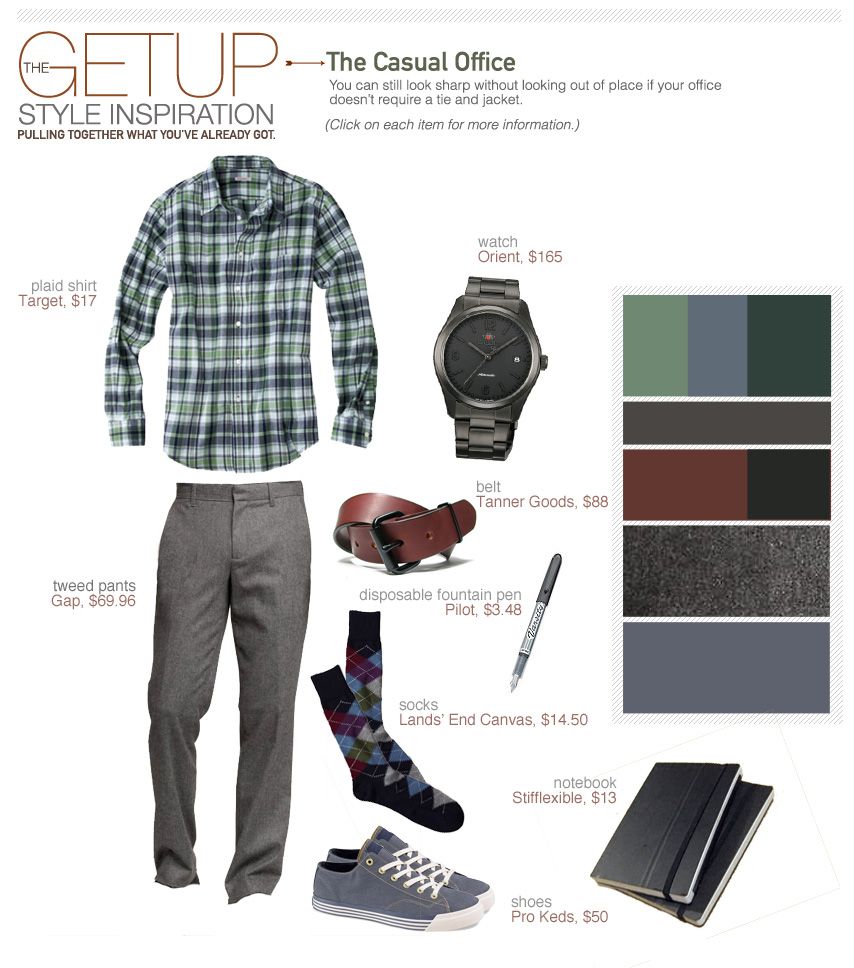 THE GETUP
STYLE INSPIRATION
PULLING TOGETHER WHAT YOU'VE ALREADY GOT.
The Casual Office
You can still look sharp without looking out of place if your office
doesn't require a tie and jacket.
(Click on each item for more information.)
plaid shirt
Target, $17
watch
Orient, $165
belt
Tanner Goods, $88
tweed pants
Gap, $69.96
disposable fountain pen
Pilot, $3.48
Varsity
socks
Lands' End Canvas, $14.50
notebook
Stifflexible, $13
shoes
Pro Keds, $50